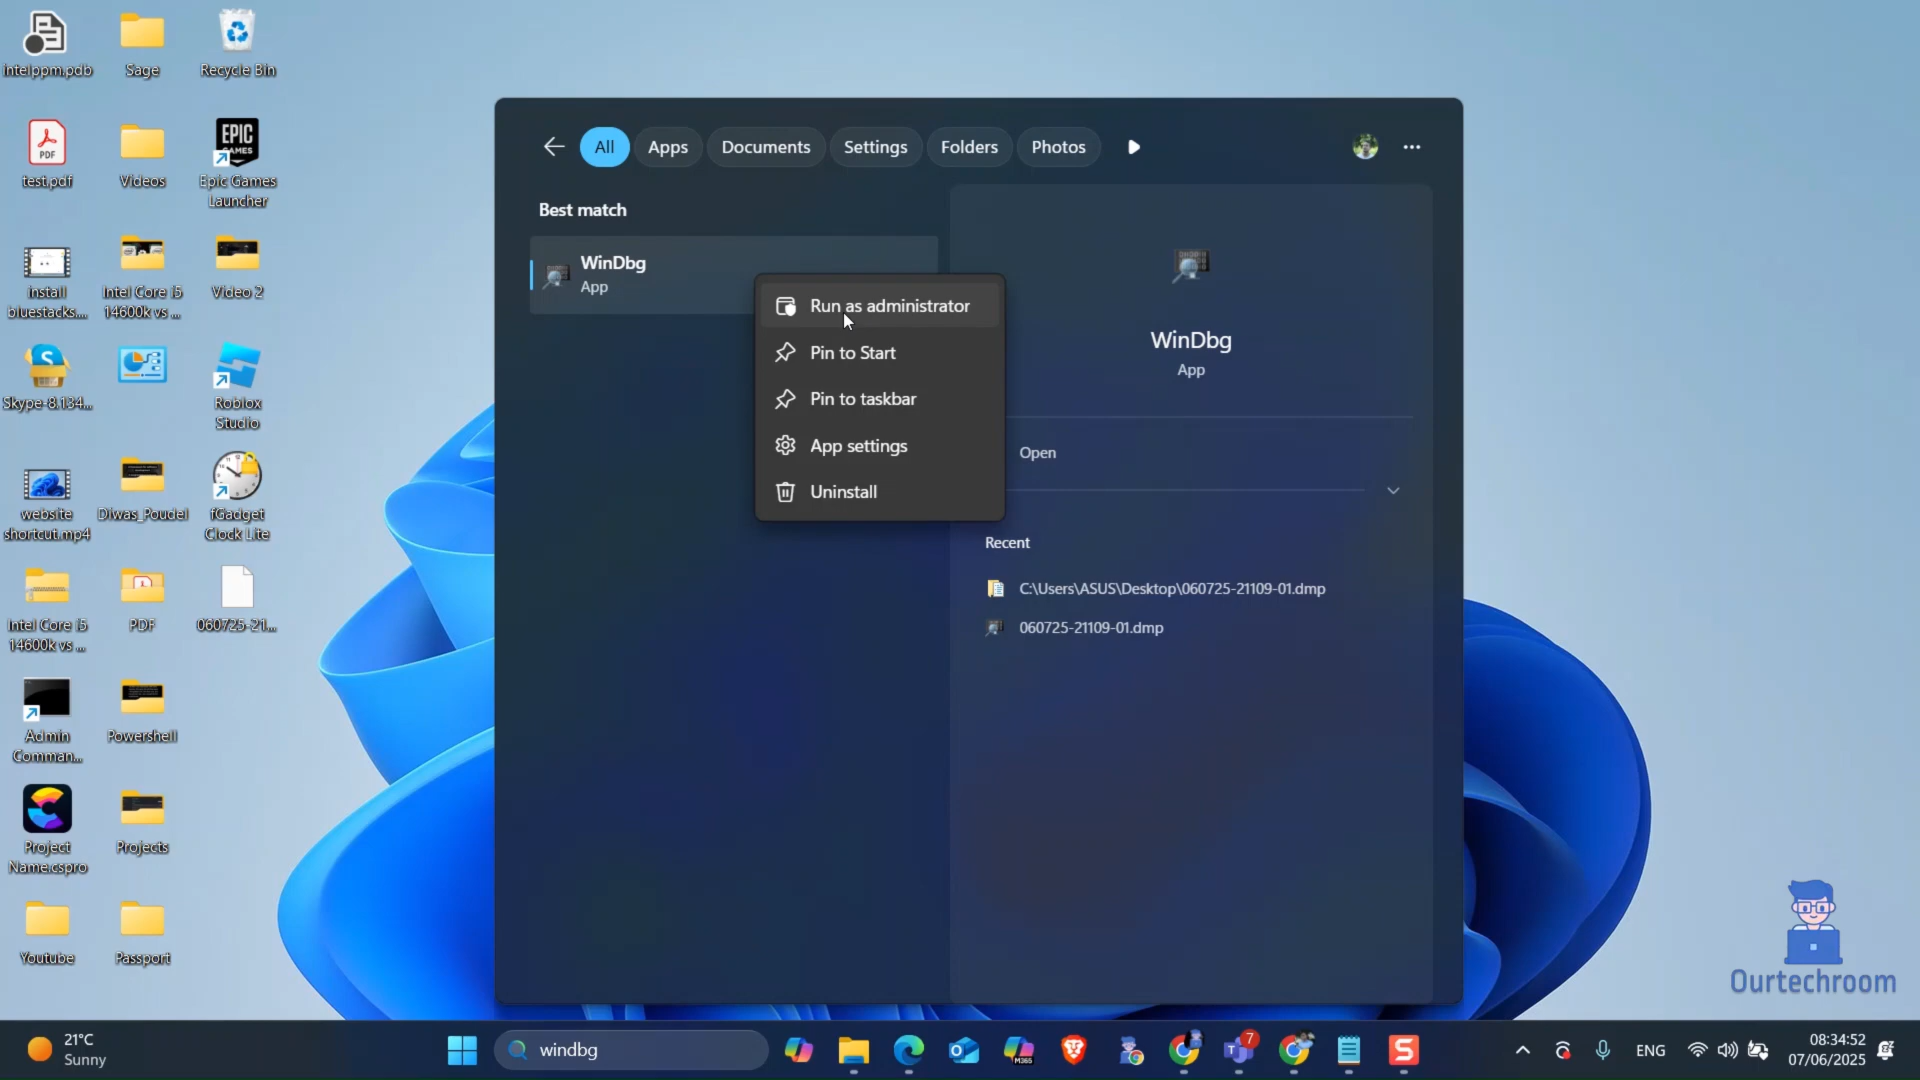 intelppm.pdb
Sage
Recycle Bin
PDF
test.pdf
Videos
EPIC
GAMES
Epic Games
Launcher
install
bluestacks....
Intel Core i5
14600k vs ...
Video 2
Skype-8.134...
Roblox
Studio
website
shortcut.mp4
Diwas_Poudel
fGadget
Clock Lite
Intel Core i5
14600k vs ...
PDF
060725-21...
Admin
Comman...
Powershell
Project
Name.cspro
Projects
Youtube
Passport
All
Apps
Documents
Settings
Folders
Photos
Best match
WinDbg
App
Run as administrator
Pin to Start
Pin to taskbar
App settings
Uninstall
WinDbg
App
Open
Recent
C:\Users\ASUS\Desktop\060725-21109-01.dmp
060725-21109-01.dmp
Ourtechroom
21°C
Sunny
windbg
M365
7
ENG
08:34:52
07/06/2025